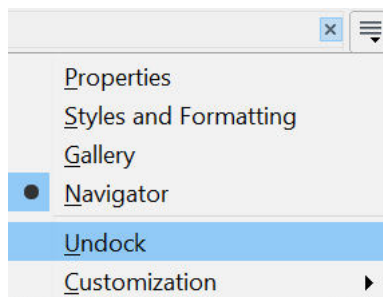 Properties
Styles and Formatting
Gallery
Navigator
Undock
Customization